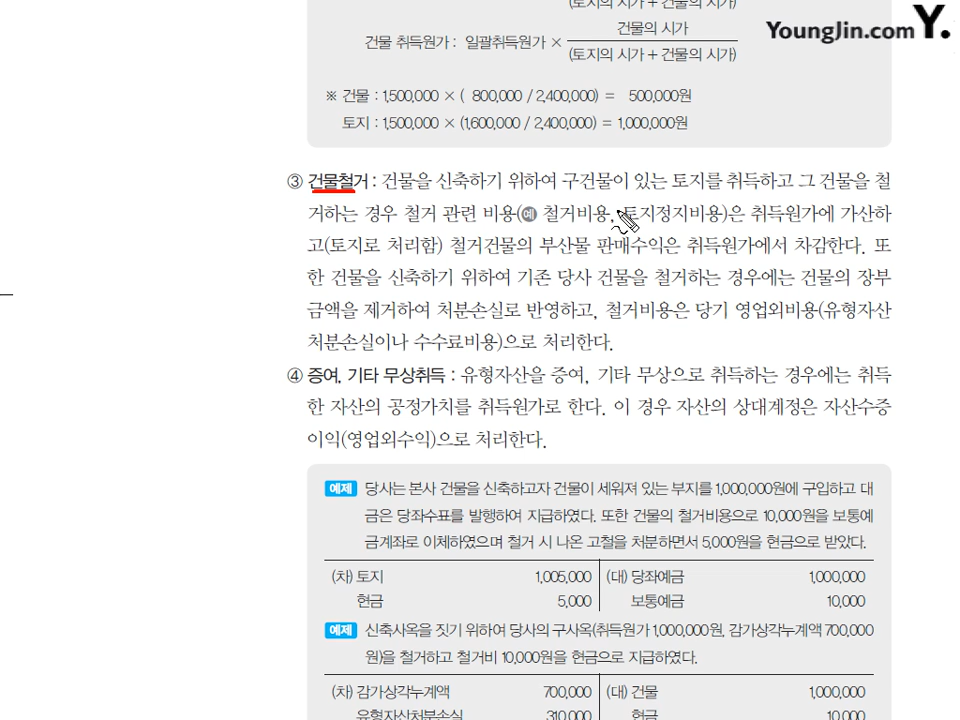 (토지의 시가 + 건물의 시가)
YoungJin.com Y.
건물의 시가
건물 취득원가 : 일괄취득원가 ×
(토지의 시가 + 건물의 시가)
※ 건물 : 1,500,000 × ( 800,000 / 2,400,000) = 500,000원
토지 : 1,500,000 × (1,600,000 / 2,400,000) = 1,000,000원
③ 건물철거 : 건물을 신축하기 위하여 구건물이 있는 토지를 취득하고 그 건물을 철
거하는 경우 철거 관련 비용(예 철거비용, 토지정지비용)은 취득원가에 가산하
고(토지로 처리함) 철거건물의 부산물 판매수익은 취득원가에서 차감한다. 또
한 건물을 신축하기 위하여 기존 당사 건물을 철거하는 경우에는 건물의 장부
금액을 제거하여 처분손실로 반영하고, 철거비용은 당기 영업외비용(유형자산
처분손실이나 수수료비용)으로 처리한다.
④ 증여, 기타 무상취득 : 유형자산을 증여, 기타 무상으로 취득하는 경우에는 취득
한 자산의 공정가치를 취득원가로 한다. 이 경우 자산의 상대계정은 자산수증
이익(영업외수익)으로 처리한다.
예제 당사는 본사 건물을 신축하고자 건물이 세워져 있는 부지를 1,000,000원에 구입하고 대
금은 당좌수표를 발행하여 지급하였다. 또한 건물의 철거비용으로 10,000원을 보통예
금계좌로 이체하였으며 철거 시 나온 고철을 처분하면서 5,000원을 현금으로 받았다.
(차) 토지 1,005,000 (대) 당좌예금 1,000,000
현금 5,000 보통예금 10,000
예제 신축사옥을 짓기 위하여 당사의 구사옥(취득원가 1,000,000원, 감가상각누계액 700,000
원)을 철거하고 철거비 10,000원을 현금으로 지급하였다.
(차) 감가상각누계액 700,000 (대) 건물 1,000,000
유형자산처분손실 310,000 현금 10,000